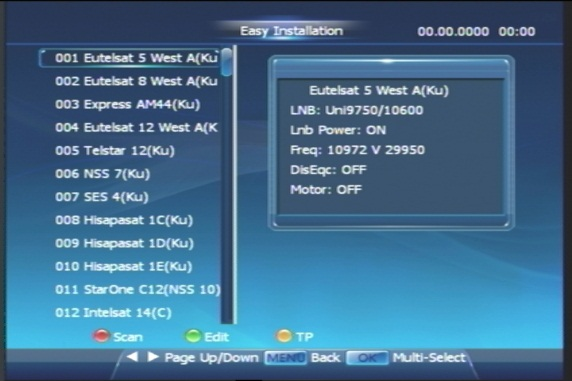 Easy Installation
00.00.0000 00:00
001 Eutelsat 5 West A(Ku
002 Eutelsat 8 West A(Ku
003 Express AM44(Ku)
004 Eutelsat 12 West A(K
005 Telstar 12(Ku)
006 NSS 7(Ku)
007 SES 4(Ku)
008 Hisapasat 1C(Ku)
009 Hisapasat 1D(Ku)
010 Hisapasat 1E(Ku)
011 StarOne C12(NSS 10)
012 Intelsat 14(C)
Eutelsat 5 West A(Ku)
LNB: Uni9750/10600
Lnb Power: ON
Freq: 10972 V 29950
DisEqc: OFF
Motor: OFF
Scan Edit TP
Page Up/Down MENU Back OK Multi-Select